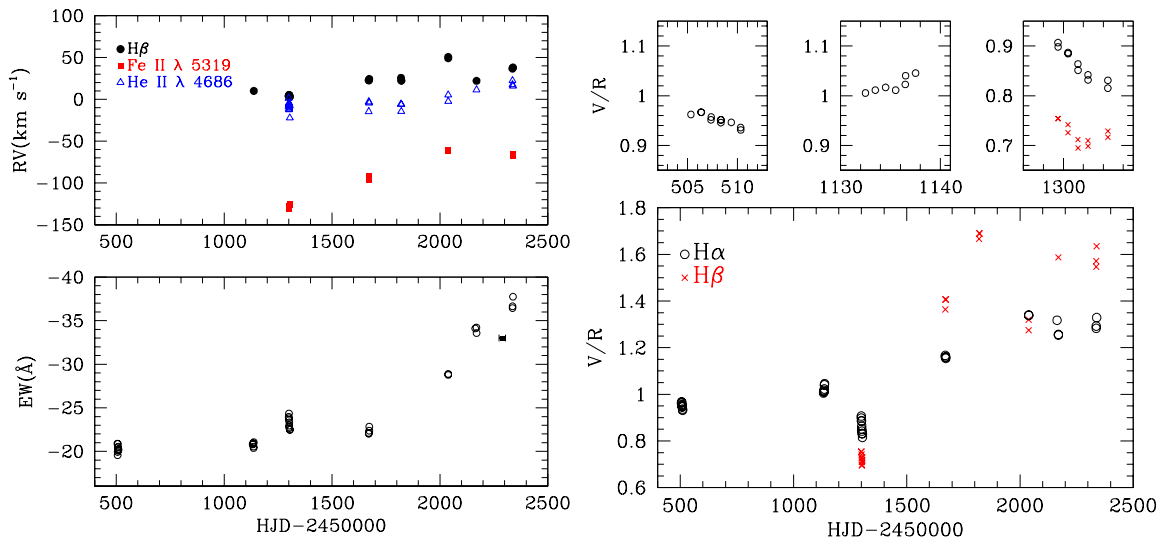 RV(km s⁻¹)
100
50
0
−50
−100
−150
Hβ
Fe II λ 5319
He II λ 4686
500 1000 1500 2000 2500
EW(Å)
−40
−35
−30
−25
−20
500 1000 1500 2000 2500
HJD−2450000
V/R
1.1
1
0.9
505 510
1.1
1
0.9
1130 1140 1141
0.9
0.8
0.7
1300
V/R
1.8
1.6
1.4
1.2
1
0.8
0.6
Hα
Hβ
500 1000 1500 2000 2500
HJD−2450000